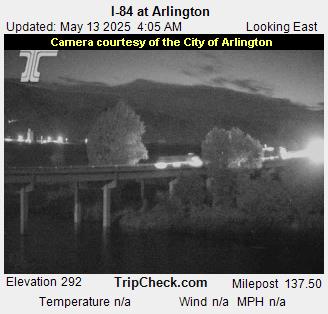 I-84 at Arlington
Updated: May 13 2025 4:05 AM Looking East
Camera courtesy of the City of Arlington
Elevation 292 TripCheck.com Milepost 137.50
Temperature n/a Wind n/a MPH n/a